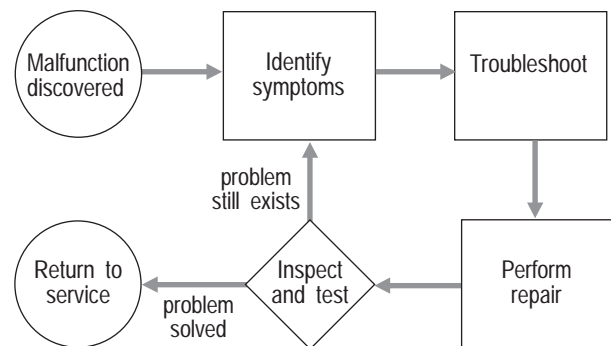 Malfunction
discovered
Identify
symptoms
Troubleshoot
problem
still exists
Return to
service
problem
solved
Inspect
and test
Perform
repair